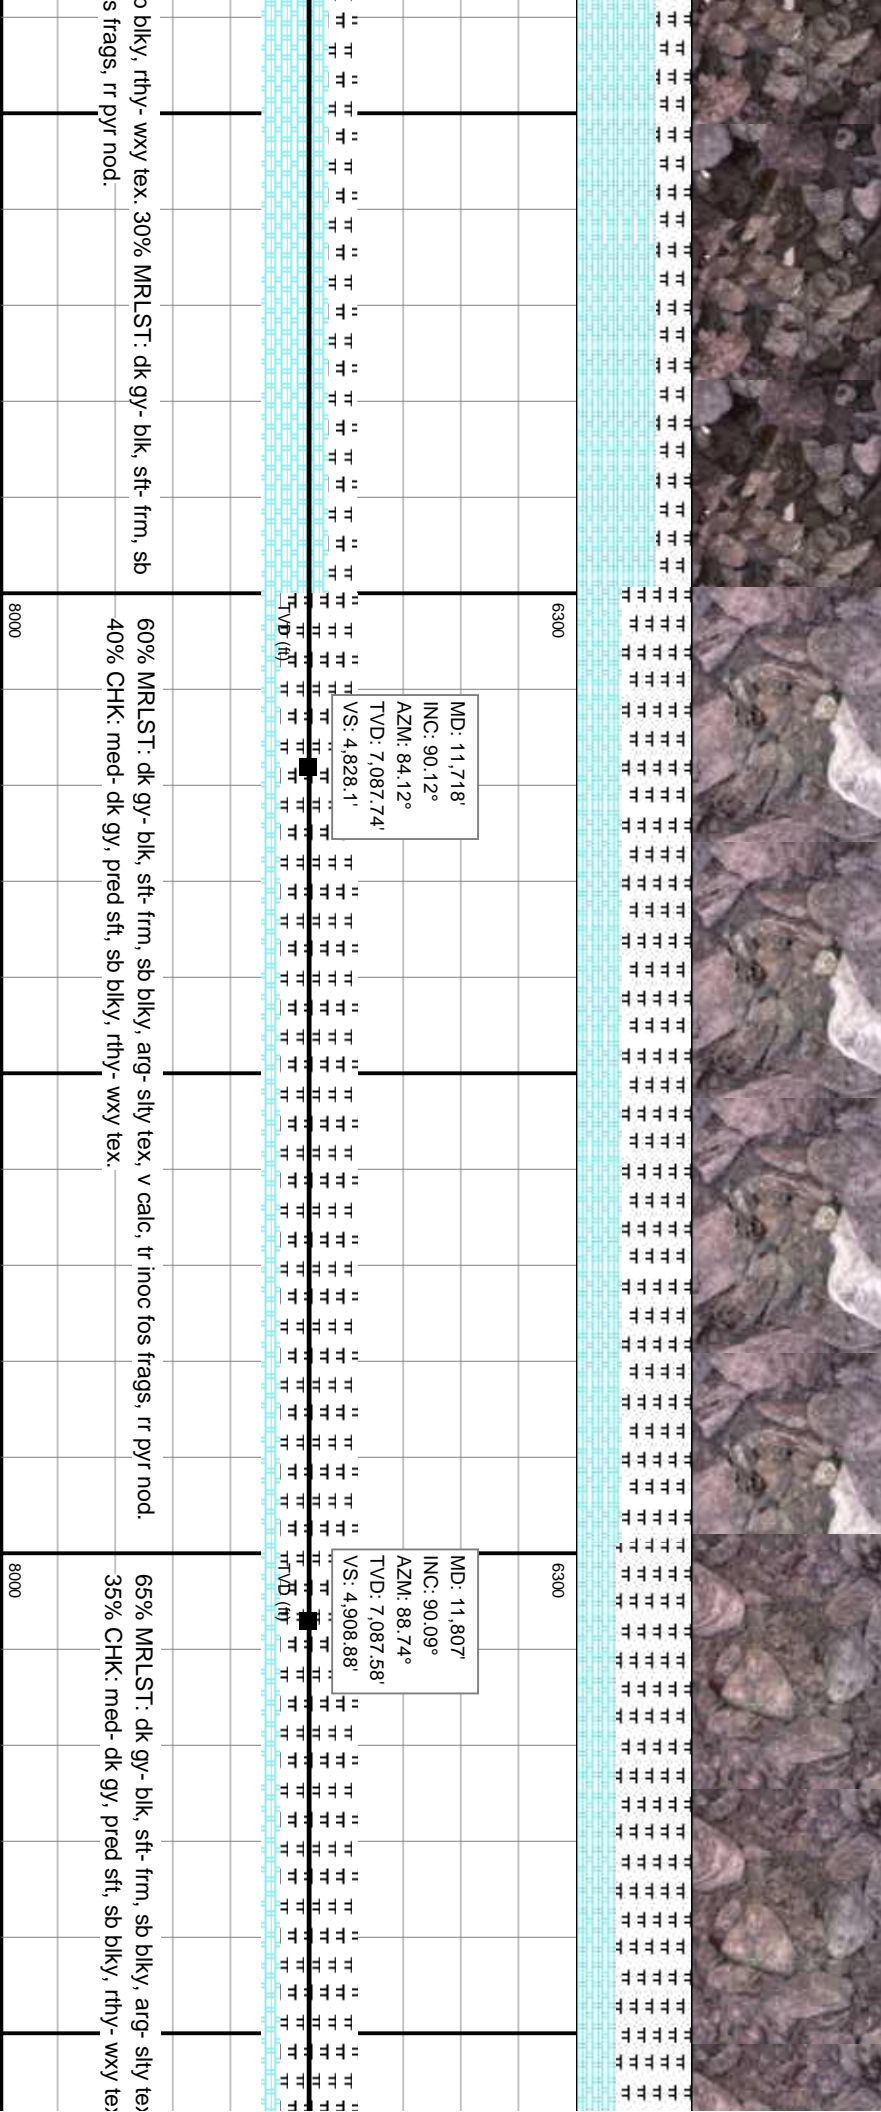 blky, rthy- wxy tex. 30% MRLST: dk gy- blk, sft- frm, sb
frags, rr pyr nod.
8000
6300
TVD (ft)
60% MRLST: dk gy- blk, sft- frm, sb blky, arg- slty tex, v calc, tr inoc fos frags, rr pyr nod.
40% CHK: med- dk gy, pred sft, sb blky, rthy- wxy tex.
MD: 11,718'
INC: 90.12°
AZM: 84.12°
TVD: 7,087.74'
VS: 4,828.1'
8000
6300
TVD (ft)
MD: 11,807'
INC: 90.09°
AZM: 88.74°
TVD: 7,087.58'
VS: 4,908.88'
65% MRLST: dk gy- blk, sft- frm, sb blky, arg- slty tex
35% CHK: med- dk gy, pred sft, sb blky, rthy- wxy tex